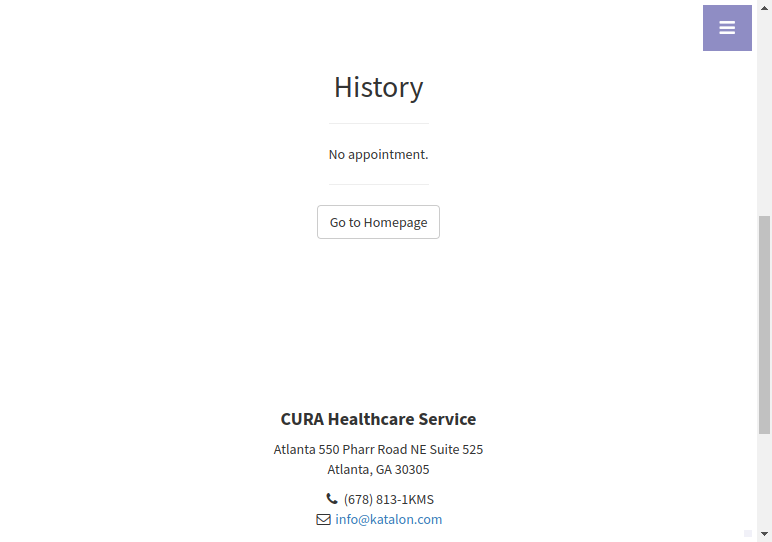 History
No appointment.
Go to Homepage
CURA Healthcare Service
Atlanta 550 Pharr Road NE Suite 525
Atlanta, GA 30305
(678) 813-1KMS
info@katalon.com